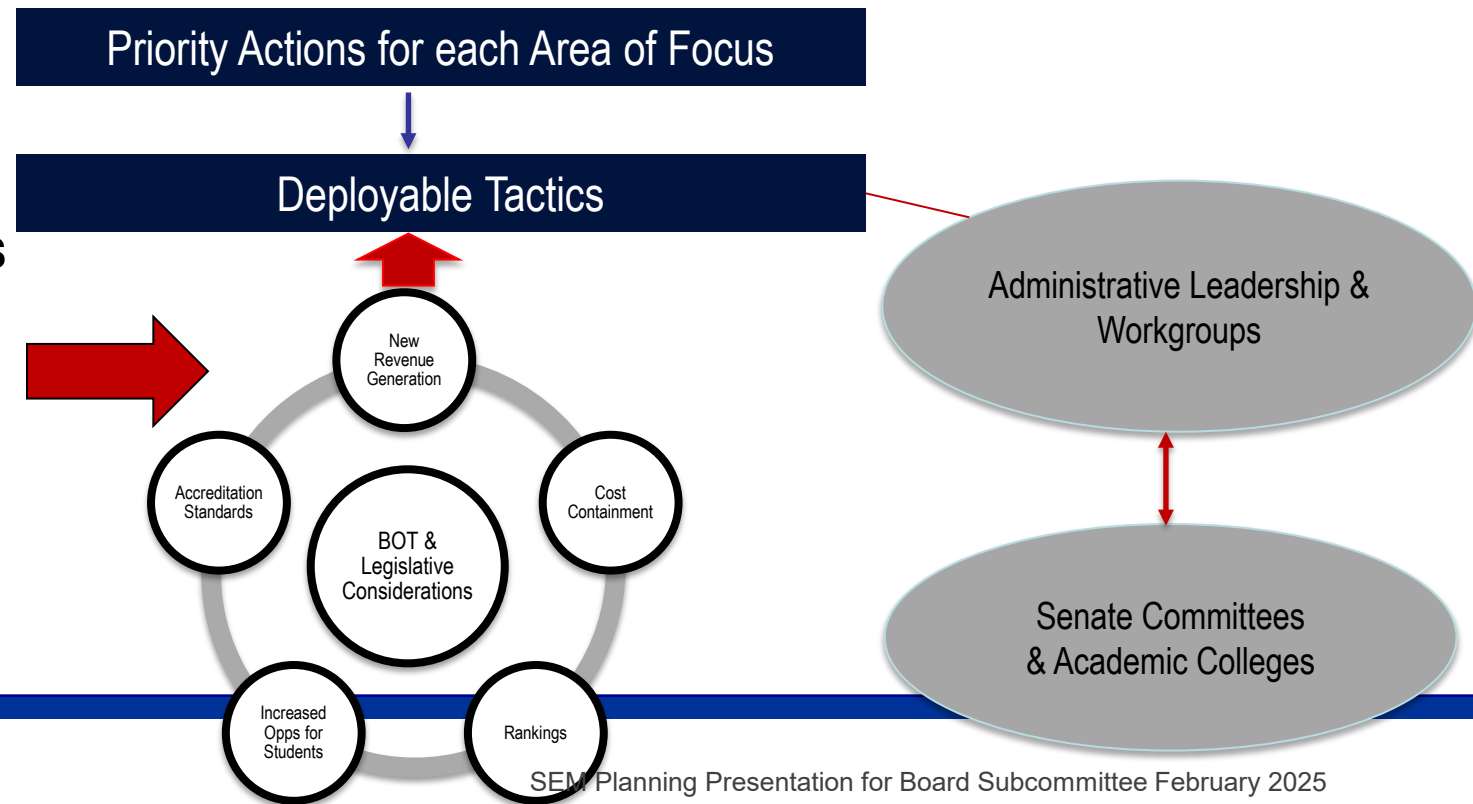 Priority Actions for each Area of Focus
Deployable Tactics
s
New
Revenue
Generation
Accreditation
Standards
Cost
Containment
BOT &
Legislative
Considerations
Increased
Opps for
Students
Rankings
Administrative Leadership &
Workgroups
Senate Committees
& Academic Colleges
SEM Planning Presentation for Board Subcommittee February 2025